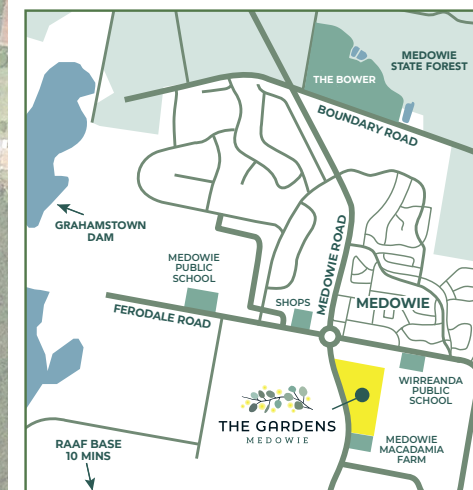 MEDOWIE
STATE FOREST
THE BOWER
BOUNDARY ROAD
GRAHAMSTOWN
DAM
MEDOWIE
PUBLIC
SCHOOL
MEDOWIE ROAD
SHOPS
MEDOWIE
FERODALE ROAD
WIRREANDA
PUBLIC
SCHOOL
THE GARDENS
MEDOWIE
MEDOWIE
MACADAMIA
FARM
RAAF BASE
10 MINS